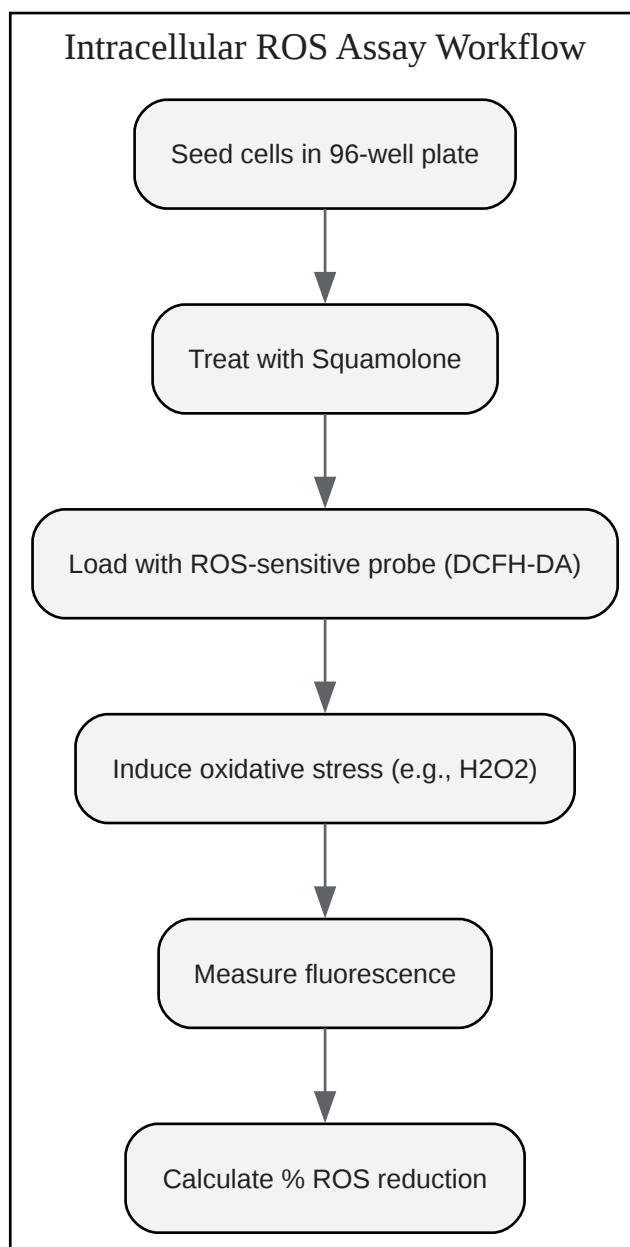 Intracellular ROS Assay Workflow
Seed cells in 96-well plate
Treat with Squamolone
Load with ROS-sensitive probe (DCFH-DA)
Induce oxidative stress (e.g., H2O2)
Measure fluorescence
Calculate % ROS reduction